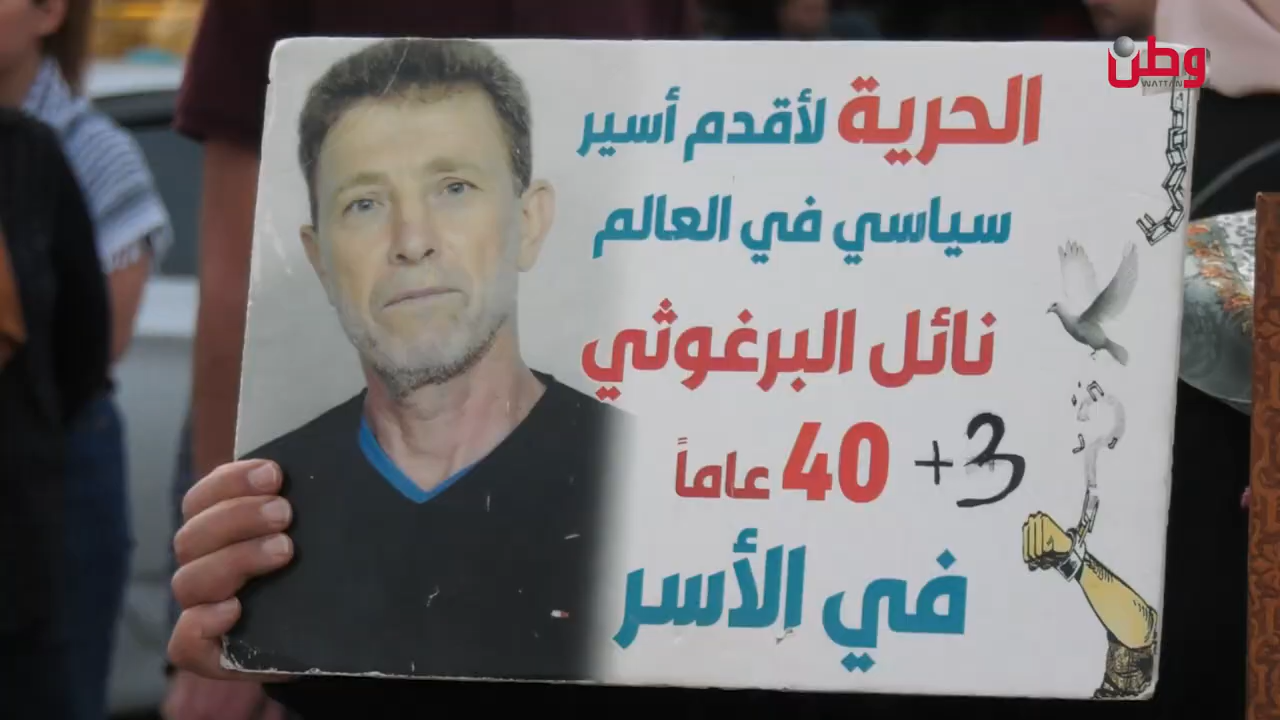 وطن
WATTAN
الحرية لأقدم أسير
سياسي في العالم
نائل البرغوثي
3+ 40 عاماً
في الأسر